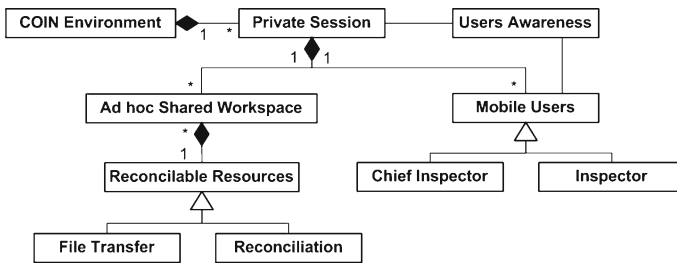 COIN Environment
1
*
Private Session
Users Awareness
1
1
*
*
Ad hoc Shared Workspace
Mobile Users
*
1
Reconcilable Resources
Chief Inspector
Inspector
File Transfer
Reconciliation